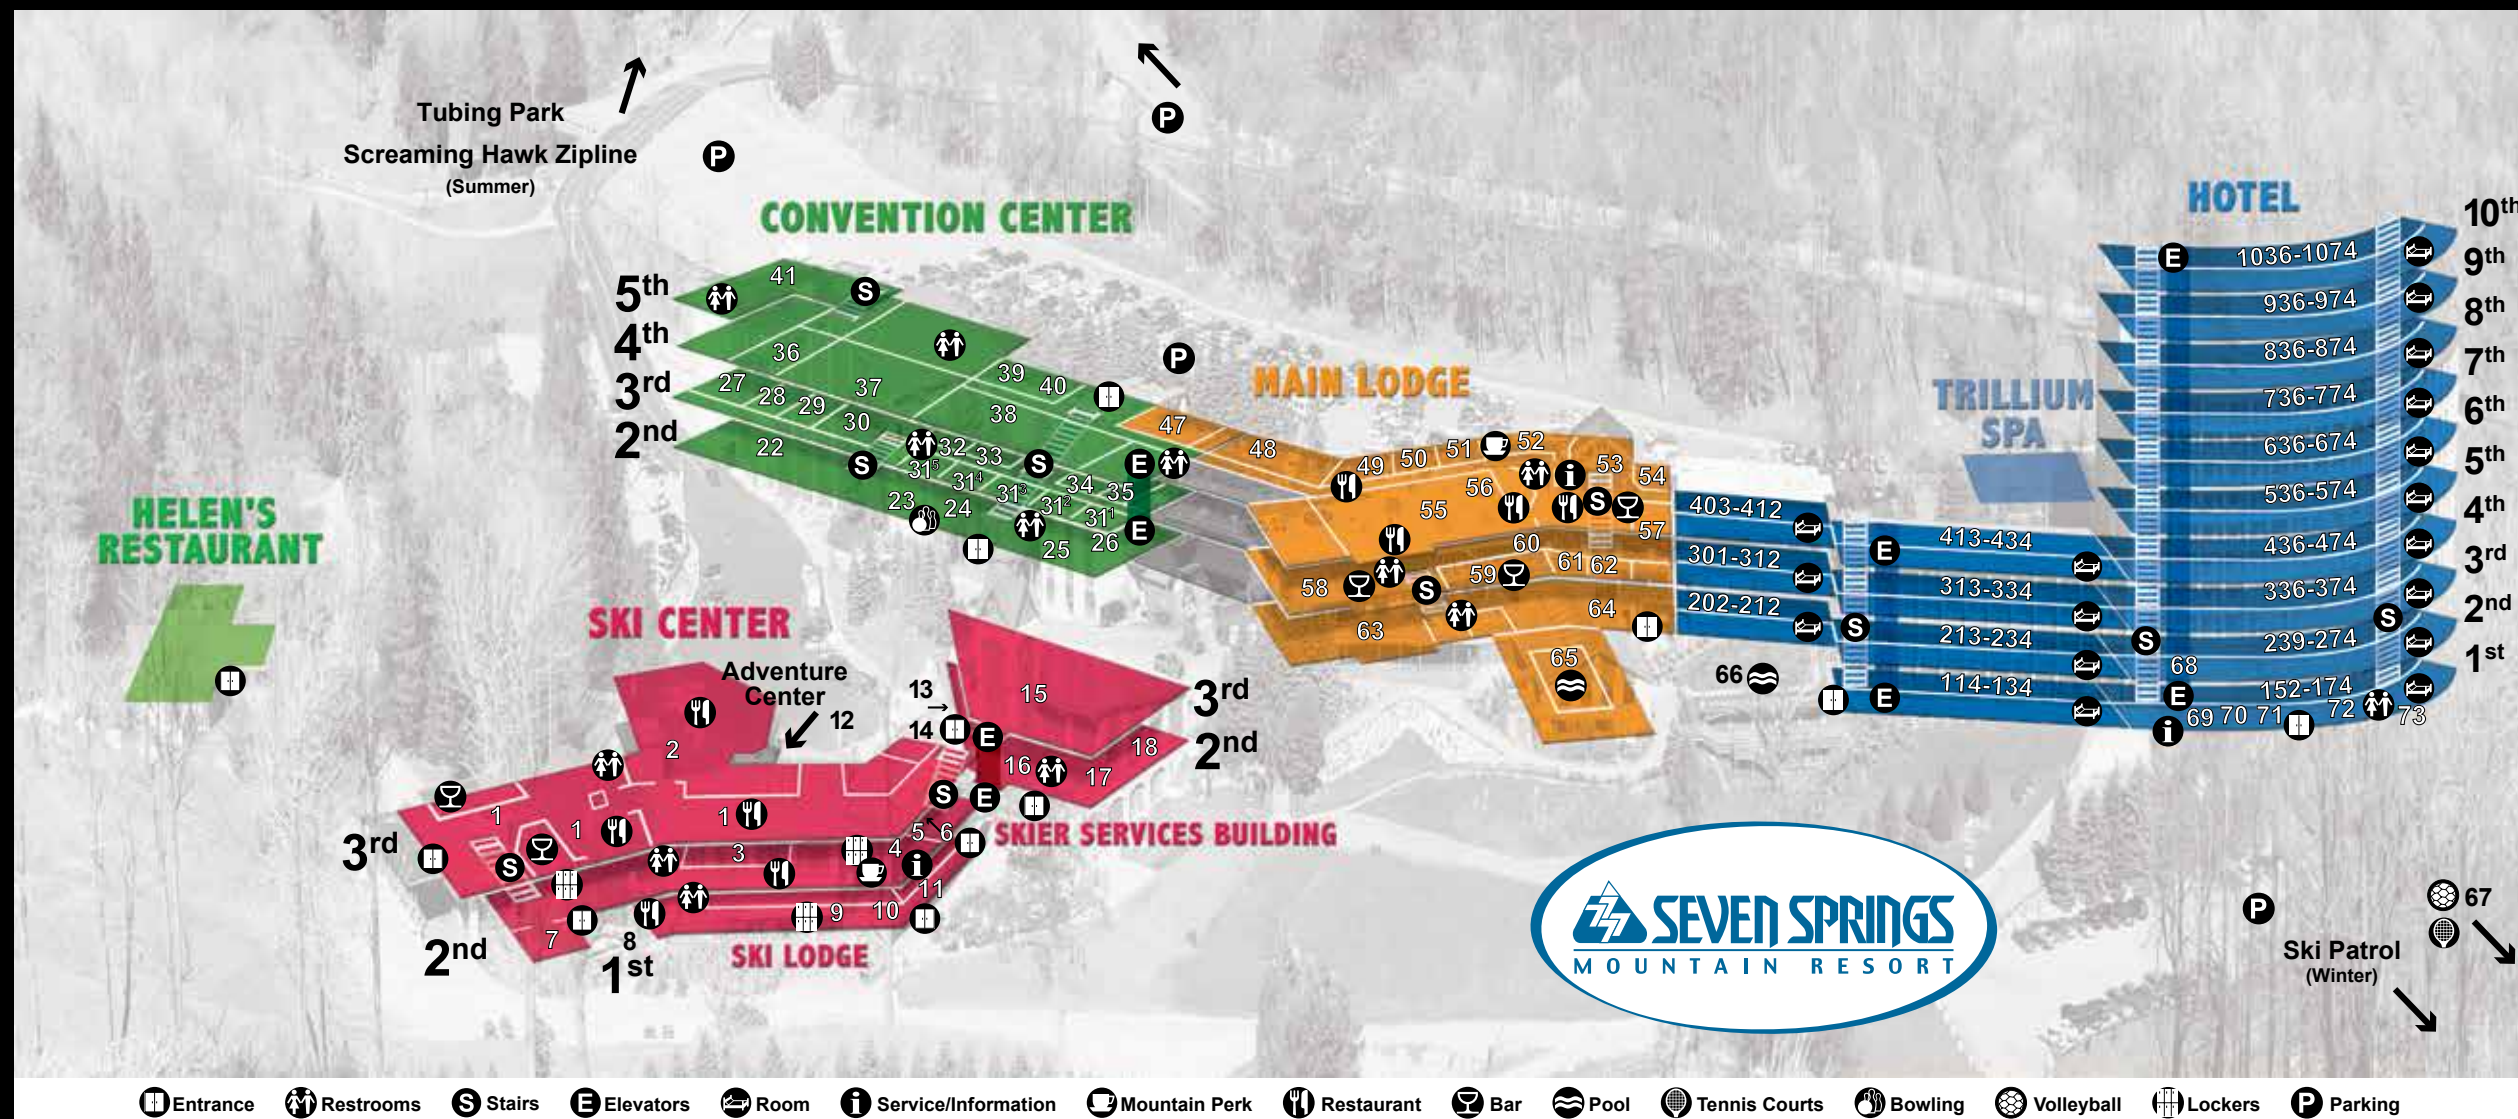 Tubing Park
Screaming Hawk Zipline
(Summer)
P
P
CONVENTION CENTER
HOTEL
10th
9th
8th
7th
6th
5th
4th
3rd
2nd
1st
E
1036-1074
936-974
836-874
736-774
636-674
536-574
436-474
336-374
239-274
S
68
152-174
E
S
i
69 70 71 72 73
TRILLIUM
SPA
5th
4th
3rd
2nd
41
S
36
37
39
40
38
27
28
29
30
32
33
34
35
22
S
S
E
31⁵
31⁴
31³
31²
31¹
23
24
25
26
E
P
MAIN LODGE
47
48
49
50
51
52
53
54
i
S
55
56
57
58
59
60
61
62
S
63
64
65
66
403-412
301-312
202-212
413-434
313-334
213-234
114-134
E
S
E
HELEN'S
RESTAURANT
SKI CENTER
Adventure
Center
12
13
14
15
3rd
2nd
E
16
17
18
S
E
SKIER SERVICES BUILDING
2
1
1
1
3rd
S
3
4
5
6
i
11
10
9
8
7
2nd
1st
SKI LODGE
SEVEN SPRINGS
MOUNTAIN RESORT
P
67
Ski Patrol
(Winter)
Entrance
Restrooms
S Stairs
E Elevators
Room
i Service/Information
Mountain Perk
Restaurant
Bar
Pool
Tennis Courts
Bowling
Volleyball
Lockers
P Parking